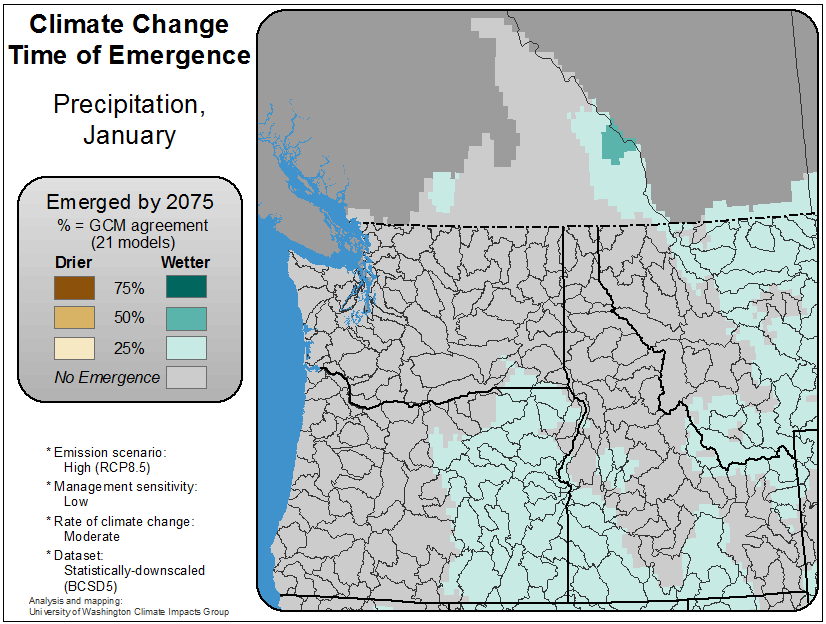 Climate Change
Time of Emergence
Precipitation,
January
Emerged by 2075
% = GCM agreement
(21 models)
Drier Wetter
75%
50%
25%
No Emergence
* Emission scenario:
High (RCP8.5)
* Management sensitivity:
Low
* Rate of climate change:
Moderate
* Dataset:
Statistically-downscaled
(BCSD5)
Analysis and mapping:
University of Washington Climate Impacts Group